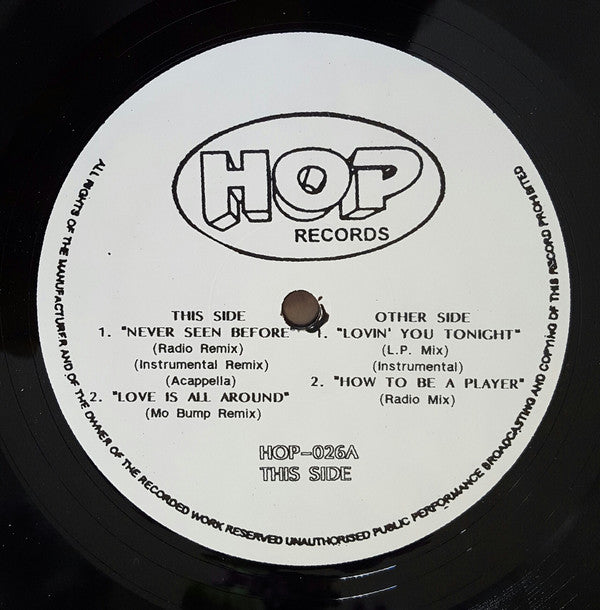 HOP
RECORDS
THIS SIDE
1. "NEVER SEEN BEFORE"
(Radio Remix)
(Instrumental Remix)
(Acappella)
2. "LOVE IS ALL AROUND"
(Mo Bump Remix)
OTHER SIDE
1. "LOVIN' YOU TONIGHT"
(L.P. Mix)
(Instrumental)
2. "HOW TO BE A PLAYER"
(Radio Mix)
HOP-026A
THIS SIDE
ALL RIGHTS OF THE MANUFACTURER AND OF THE OWNER OF THE RECORDED WORK RESERVED UNAUTHORISED PUBLIC PERFORMANCE BROADCASTING AND COPYING OF THIS RECORD PROHIBITED